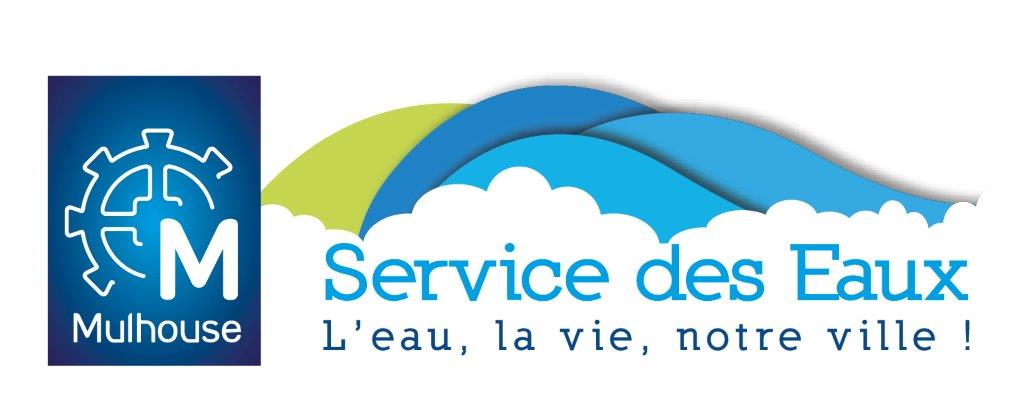 M
Mulhouse
Service des Eaux
L'eau, la vie, notre ville !